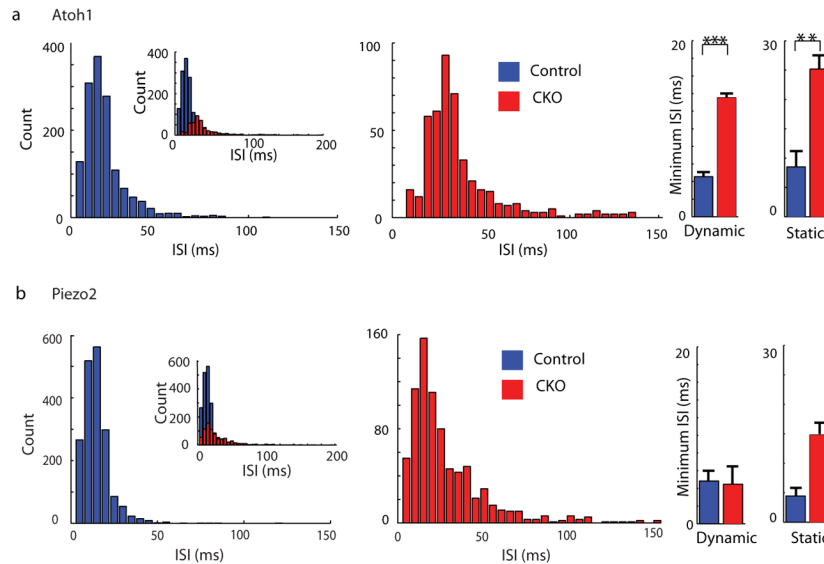 a Atoh1
400
200
0
Count
0 50 100 150
ISI (ms)
400
200
0
Count
0 200
ISI (ms)
100
50
0
50 100 150
ISI (ms)
Control
CKO
20
0
Minimum ISI (ms)
***
Dynamic
30
0
**
Static
b Piezo2
600
400
200
0
Count
0 50 100 150
ISI (ms)
600
400
200
0
Count
0 100 200
ISI (ms)
160
80
0
0 50 100 150
ISI (ms)
Control
CKO
20
0
Minimum ISI (ms)
Dynamic
30
0
Static